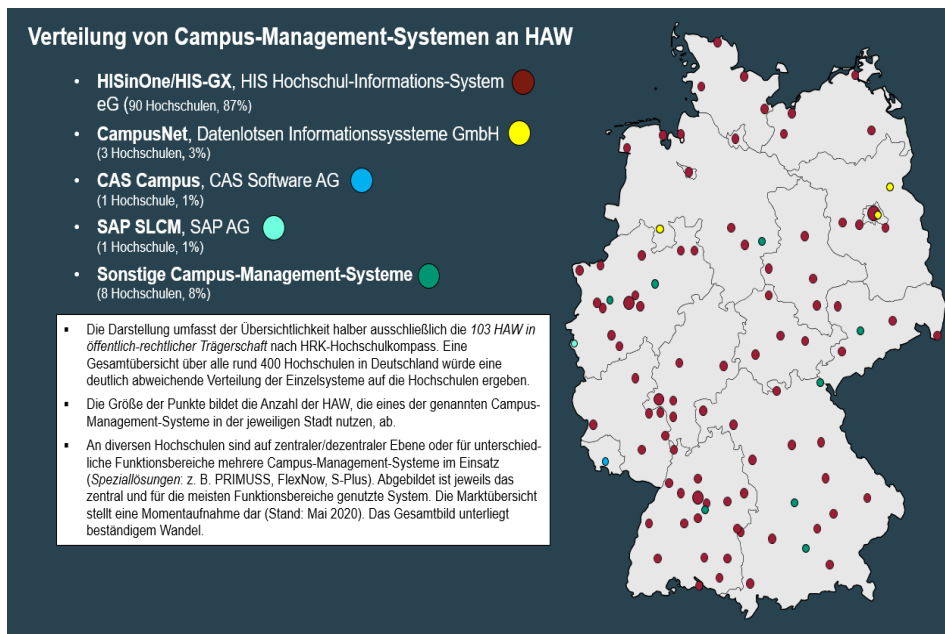 Verteilung von Campus-Management-Systemen an HAW
• HISinOne/HIS-GX, HIS Hochschul-Informations-System
eG (90 Hochschulen, 87%)
• CampusNet, Datenlotsen Informationssyssteme GmbH
(3 Hochschulen, 3%)
• CAS Campus, CAS Software AG
(1 Hochschule, 1%)
• SAP SLCM, SAP AG
(1 Hochschule, 1%)
• Sonstige Campus-Management-Systeme
(8 Hochschulen, 8%)
▪ Die Darstellung umfasst der Übersichtlichkeit halber ausschließlich die 103 HAW in
öffentlich-rechtlicher Trägerschaft nach HRK-Hochschulkompass. Eine
Gesamtübersicht über alle rund 400 Hochschulen in Deutschland würde eine
deutlich abweichende Verteilung der Einzelsysteme auf die Hochschulen ergeben.
▪ Die Größe der Punkte bildet die Anzahl der HAW, die eines der genannten Campus-
Management-Systeme in der jeweiligen Stadt nutzen, ab.
▪ An diversen Hochschulen sind auf zentraler/dezentraler Ebene oder für unterschied-
liche Funktionsbereiche mehrere Campus-Management-Systeme im Einsatz
(Speziallösungen: z. B. PRIMUSS, FlexNow, S-Plus). Abgebildet ist jeweils das
zentral und für die meisten Funktionsbereiche genutzte System. Die Marktübersicht
stellt eine Momentaufnahme dar (Stand: Mai 2020). Das Gesamtbild unterliegt
beständigem Wandel.